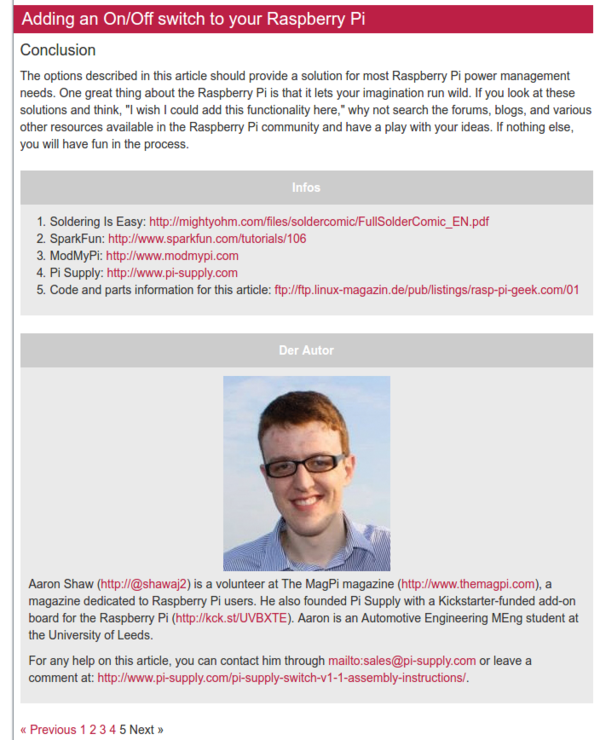 Adding an On/Off switch to your Raspberry Pi
Conclusion
The options described in this article should provide a solution for most Raspberry Pi power management
needs. One great thing about the Raspberry Pi is that it lets your imagination run wild. If you look at these
solutions and think, "I wish I could add this functionality here," why not search the forums, blogs, and various
other resources available in the Raspberry Pi community and have a play with your ideas. If nothing else,
you will have fun in the process.
Infos
1. Soldering Is Easy: http://mightyohm.com/files/soldercomic/FullSolderComic_EN.pdf
2. SparkFun: http://www.sparkfun.com/tutorials/106
3. ModMyPi: http://www.modmypi.com
4. Pi Supply: http://www.pi-supply.com
5. Code and parts information for this article: ftp://ftp.linux-magazin.de/pub/listings/rasp-pi-geek.com/01
Der Autor
Aaron Shaw (http://@shawaj2) is a volunteer at The MagPi magazine (http://www.themagpi.com), a
magazine dedicated to Raspberry Pi users. He also founded Pi Supply with a Kickstarter-funded add-on
board for the Raspberry Pi (http://kck.st/UVBXTE). Aaron is an Automotive Engineering MEng student at
the University of Leeds.
For any help on this article, you can contact him through mailto:sales@pi-supply.com or leave a
comment at: http://www.pi-supply.com/pi-supply-switch-v1-1-assembly-instructions/.
« Previous 1 2 3 4 5 Next »